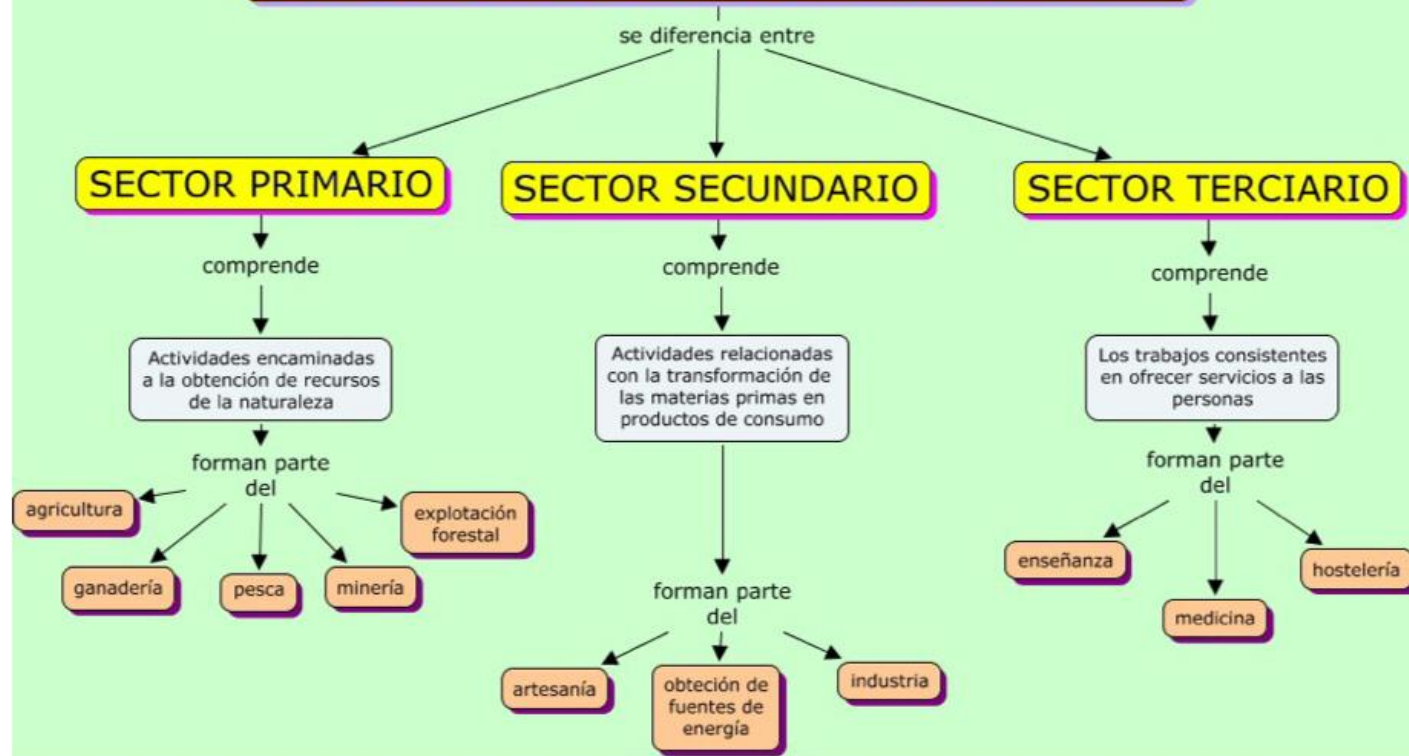 se diferencia entre
SECTOR PRIMARIO
comprende
Actividades encaminadas
a la obtención de recursos
de la naturaleza
forman parte
del
agricultura
ganadería
pesca
minería
explotación
forestal
SECTOR SECUNDARIO
comprende
Actividades relacionadas
con la transformación de
las materias primas en
productos de consumo
forman parte
del
artesanía
obteción de
fuentes de
energía
industria
SECTOR TERCIARIO
comprende
Los trabajos consistentes
en ofrecer servicios a las
personas
forman parte
del
enseñanza
medicina
hostelería